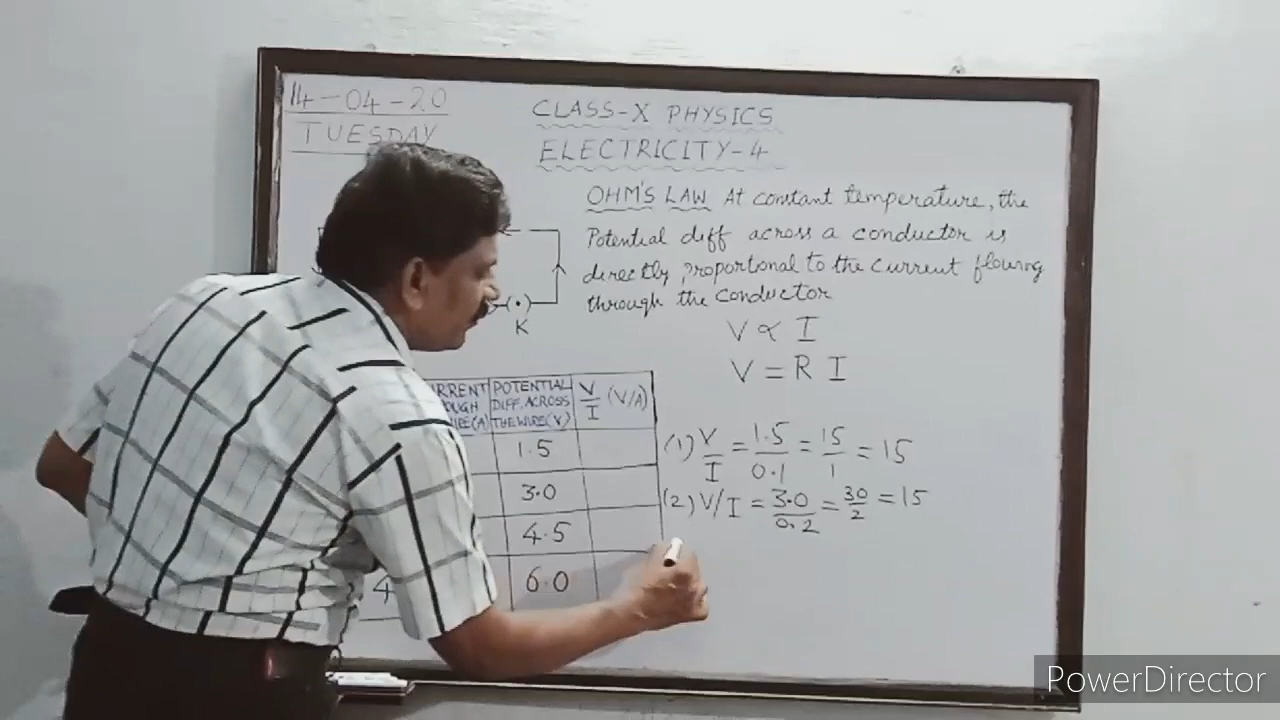 14-04-20
TUESDAY
CLASS-X PHYSICS
ELECTRICITY-4
OHM'S LAW At constant temperature, the
Potential diff across a conductor is
directly proportional to the current flowing
through the conductor
V ∝ I
V = R I
K
POTENTIAL DIFF. ACROSS THE WIRE (V)
V/I (V/A)
1.5
3.0
4.5
4
6.0
(1) V/I = 1.5/0.1 = 15/1 = 15
(2) V/I = 3.0/0.2 = 30/2 = 15
PowerDirector